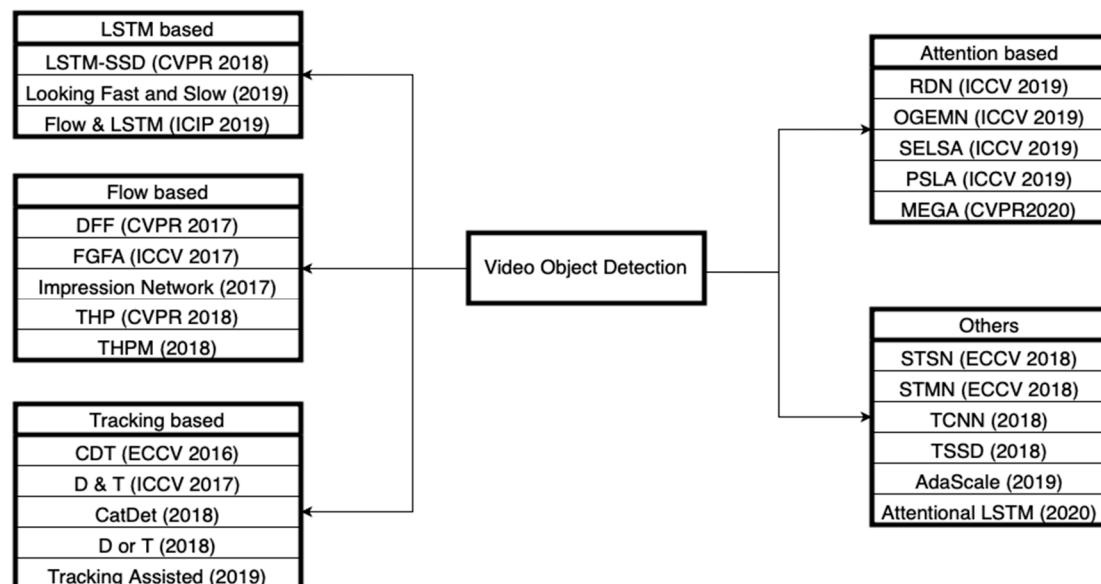 LSTM based
LSTM-SSD (CVPR 2018)
Looking Fast and Slow (2019)
Flow & LSTM (ICIP 2019)
Flow based
DFF (CVPR 2017)
FGFA (ICCV 2017)
Impression Network (2017)
THP (CVPR 2018)
THPM (2018)
Tracking based
CDT (ECCV 2016)
D & T (ICCV 2017)
CatDet (2018)
D or T (2018)
Tracking Assisted (2019)
Video Object Detection
Attention based
RDN (ICCV 2019)
OGEMN (ICCV 2019)
SELSA (ICCV 2019)
PSLA (ICCV 2019)
MEGA (CVPR2020)
Others
STSN (ECCV 2018)
STMN (ECCV 2018)
TCNN (2018)
TSSD (2018)
AdaScale (2019)
Attentional LSTM (2020)